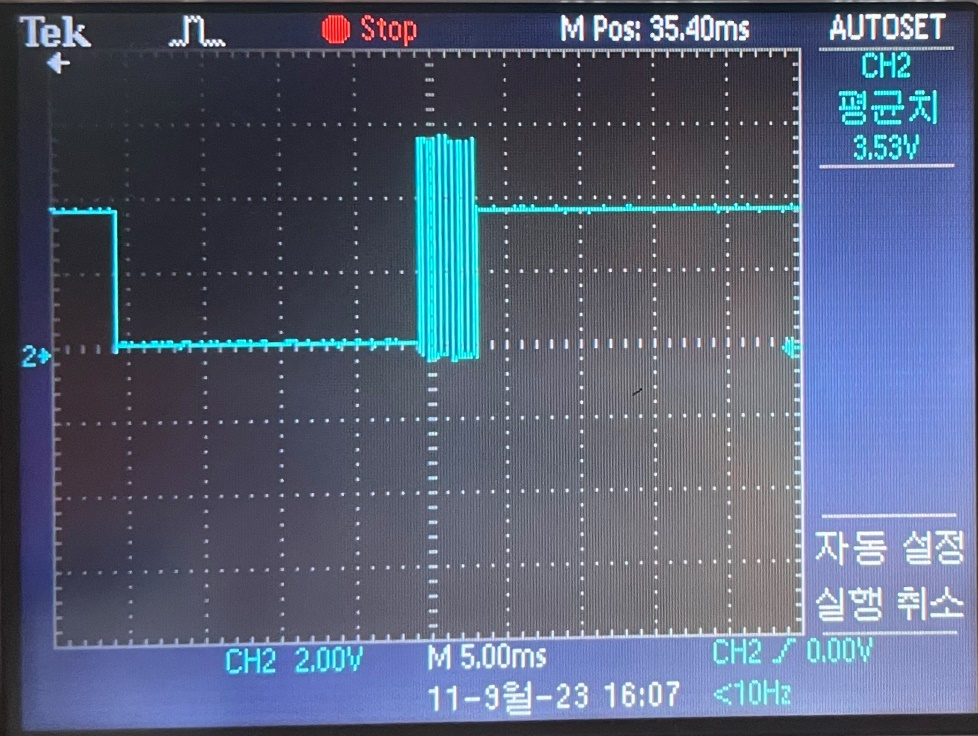 Tek Stop M Pos: 35.40ms AUTOSET
CH2
평균치
3.53V
2
자동 설정
실행 취소
CH2 2.00V M 5.00ms CH2 0.00V
11-9월-23 16:07 <10Hz